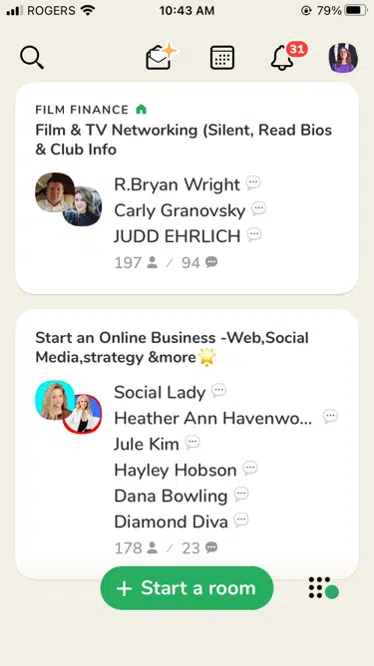 ROGERS 10:43 AM 79%
31
FILM FINANCE
Film & TV Networking (Silent, Read Bios
& Club Info
R.Bryan Wright
Carly Granovsky
JUDD EHRLICH
197 / 94
Start an Online Business -Web,Social
Media,strategy &more🌟
Social Lady
Heather Ann Havenwo...
Jule Kim
Hayley Hobson
Dana Bowling
Diamond Diva
178 / 23
+ Start a room